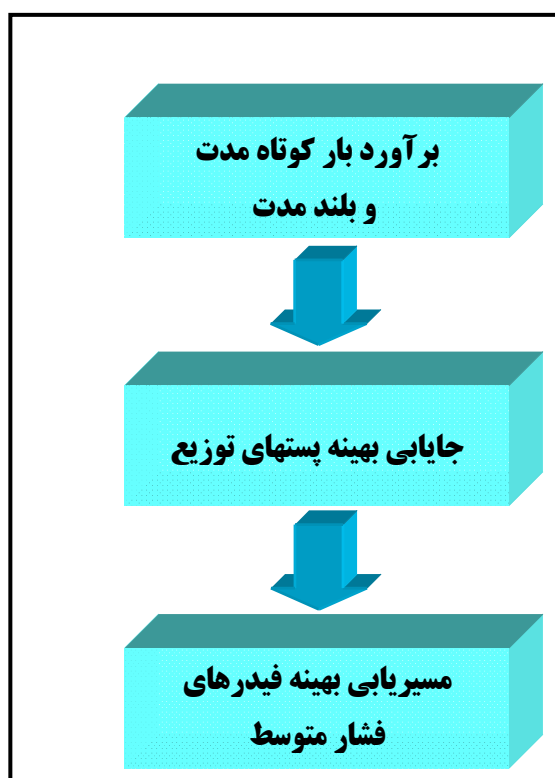 برآورد بار کوتاه مدت
و بلند مدت
جایابی بهینه پستهای توزیع
مسیریابی بهینه فیدرهای
فشار متوسط